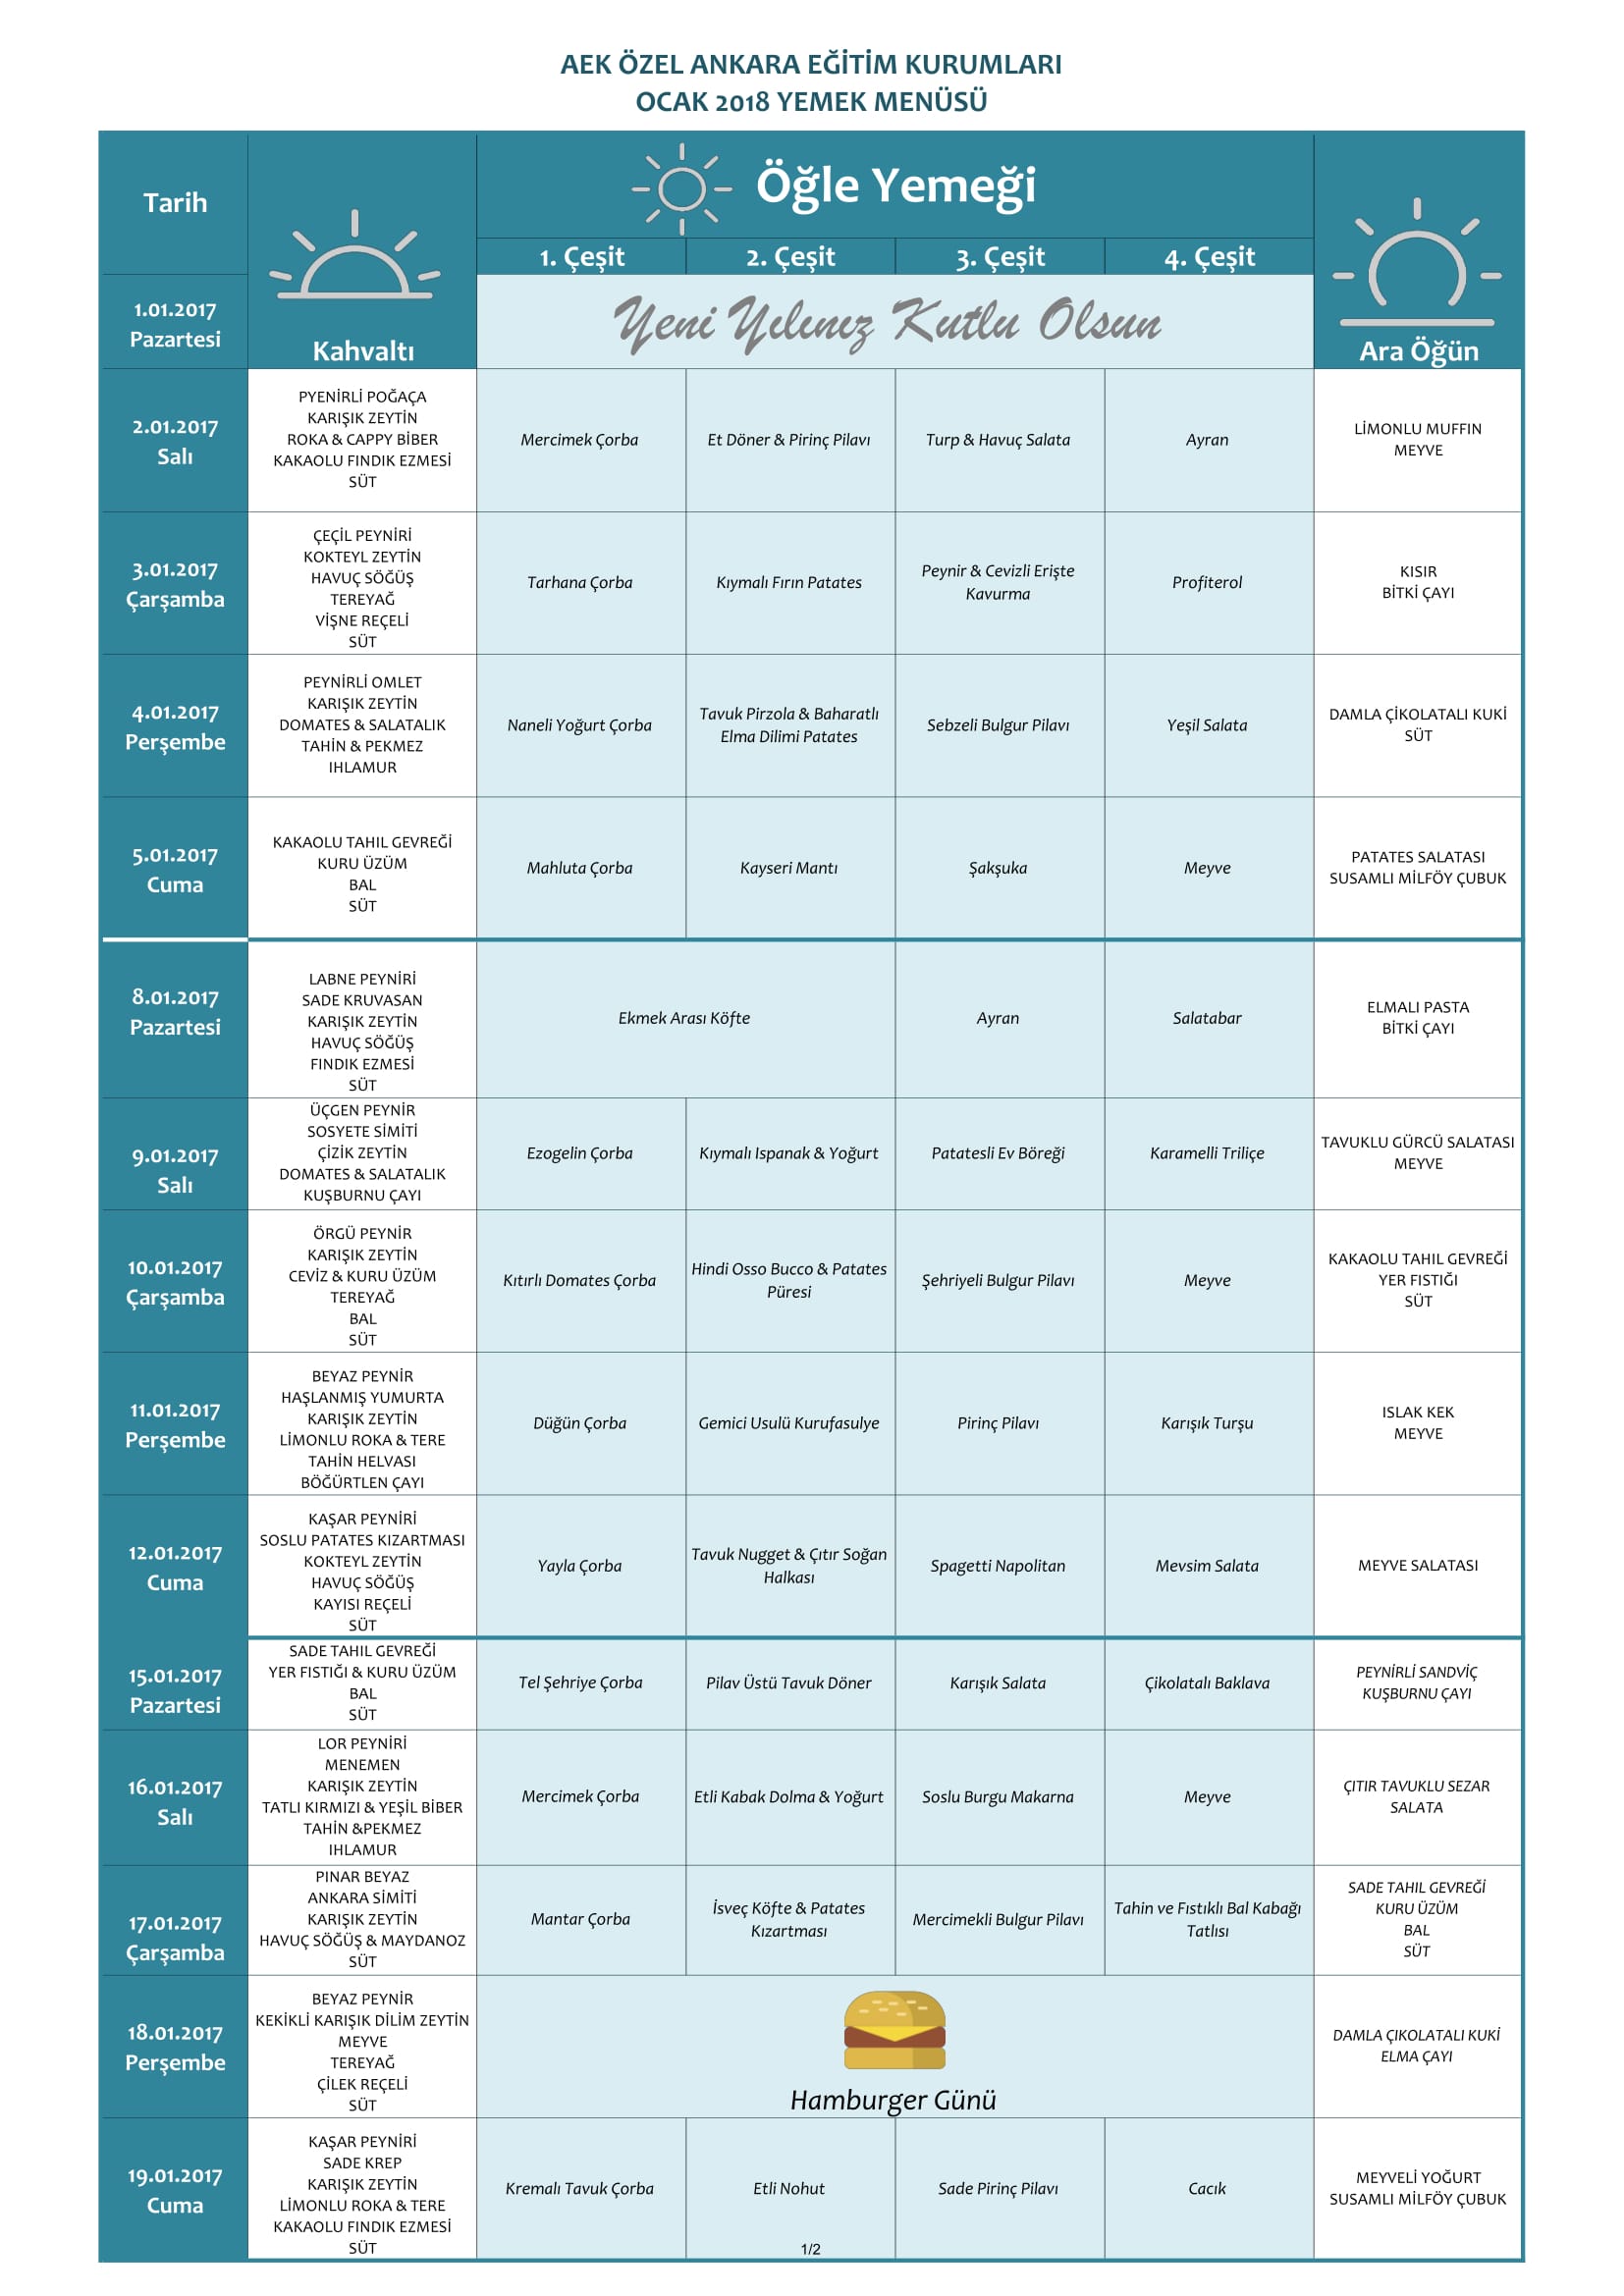 AEK ÖZEL ANKARA EĞİTİM KURUMLARI
OCAK 2018 YEMEK MENÜSÜ
Tarih
Kahvaltı
Öğle Yemeği
1. Çeşit
2. Çeşit
3. Çeşit
4. Çeşit
Ara Öğün
1.01.2017
Pazartesi
Yeni Yılınız Kutlu Olsun
2.01.2017
Salı
PYENİRLİ POĞAÇA
KARIŞIK ZEYTİN
ROKA & CAPPY BİBER
KAKAOLU FINDIK EZMESİ
SÜT
Mercimek Çorba
Et Döner & Pirinç Pilavı
Turp & Havuç Salata
Ayran
LİMONLU MUFFIN
MEYVE
3.01.2017
Çarşamba
ÇEÇİL PEYNİRİ
KOKTEYL ZEYTİN
HAVUÇ SÖĞÜŞ
TEREYAĞ
VİŞNE REÇELİ
SÜT
Tarhana Çorba
Kıymalı Fırın Patates
Peynir & Cevizli Erişte
Kavurma
Profiterol
KISIR
BİTKİ ÇAYI
4.01.2017
Perşembe
PEYNİRLİ OMLET
KARIŞIK ZEYTİN
DOMATES & SALATALIK
TAHİN & PEKMEZ
IHLAMUR
Naneli Yoğurt Çorba
Tavuk Pirzola & Baharatlı
Elma Dilimi Patates
Sebzeli Bulgur Pilavı
Yeşil Salata
DAMLA ÇİKOLATALI KUKİ
SÜT
5.01.2017
Cuma
KAKAOLU TAHIL GEVREĞİ
KURU ÜZÜM
BAL
SÜT
Mahluta Çorba
Kayseri Mantı
Şakşuka
Meyve
PATATES SALATASI
SUSAMLI MİLFÖY ÇUBUK
8.01.2017
Pazartesi
LABNE PEYNİRİ
SADE KRUVASAN
KARIŞIK ZEYTİN
HAVUÇ SÖĞÜŞ
FINDIK EZMESİ
SÜT
Ekmek Arası Köfte
Ayran
Salatabar
ELMALI PASTA
BİTKİ ÇAYI
9.01.2017
Salı
ÜÇGEN PEYNİR
SOSYETE SİMİTİ
ÇİZİK ZEYTİN
DOMATES & SALATALIK
KUŞBURNU ÇAYI
Ezogelin Çorba
Kıymalı Ispanak & Yoğurt
Patatesli Ev Böreği
Karamelli Triliçe
TAVUKLU GÜRCÜ SALATASI
MEYVE
10.01.2017
Çarşamba
ÖRGÜ PEYNİR
KARIŞIK ZEYTİN
CEVİZ & KURU ÜZÜM
TEREYAĞ
BAL
SÜT
Kıtırlı Domates Çorba
Hindi Osso Bucco & Patates
Püresi
Şehriyeli Bulgur Pilavı
Meyve
KAKAOLU TAHIL GEVREĞİ
YER FISTIĞI
SÜT
11.01.2017
Perşembe
BEYAZ PEYNİR
HAŞLANMIŞ YUMURTA
KARIŞIK ZEYTİN
LİMONLU ROKA & TERE
TAHİN HELVASI
BÖĞÜRTLEN ÇAYI
Düğün Çorba
Gemici Usulü Kurufasulye
Pirinç Pilavı
Karışık Turşu
ISLAK KEK
MEYVE
12.01.2017
Cuma
KAŞAR PEYNİRİ
SOSLU PATATES KIZARTMASI
KOKTEYL ZEYTİN
HAVUÇ SÖĞÜŞ
KAYISI REÇELİ
SÜT
Yayla Çorba
Tavuk Nugget & Çıtır Soğan
Halkası
Spagetti Napolitan
Mevsim Salata
MEYVE SALATASI
15.01.2017
Pazartesi
SADE TAHIL GEVREĞİ
YER FISTIĞI & KURU ÜZÜM
BAL
SÜT
Tel Şehriye Çorba
Pilav Üstü Tavuk Döner
Karışık Salata
Çikolatalı Baklava
PEYNİRLİ SANDVİÇ
KUŞBURNU ÇAYI
16.01.2017
Salı
LOR PEYNİRİ
MENEMEN
KARIŞIK ZEYTİN
TATLI KIRMIZI & YEŞİL BİBER
TAHİN &PEKMEZ
IHLAMUR
Mercimek Çorba
Etli Kabak Dolma & Yoğurt
Soslu Burgu Makarna
Meyve
ÇITIR TAVUKLU SEZAR
SALATA
17.01.2017
Çarşamba
PINAR BEYAZ
ANKARA SİMİTİ
KARIŞIK ZEYTİN
HAVUÇ SÖĞÜŞ & MAYDANOZ
SÜT
Mantar Çorba
İsveç Köfte & Patates
Kızartması
Mercimekli Bulgur Pilavı
Tahin ve Fıstıklı Bal Kabağı
Tatlısı
SADE TAHIL GEVREĞİ
KURU ÜZÜM
BAL
SÜT
18.01.2017
Perşembe
BEYAZ PEYNİR
KEKİKLİ KARIŞIK DİLİM ZEYTİN
MEYVE
TEREYAĞ
ÇİLEK REÇELİ
SÜT
Hamburger Günü
DAMLA ÇIKOLATALI KUKİ
ELMA ÇAYI
19.01.2017
Cuma
KAŞAR PEYNİRİ
SADE KREP
KARIŞIK ZEYTİN
LİMONLU ROKA & TERE
KAKAOLU FINDIK EZMESİ
SÜT
Kremalı Tavuk Çorba
Etli Nohut
Sade Pirinç Pilavı
Cacık
MEYVELİ YOĞURT
SUSAMLI MİLFÖY ÇUBUK
1/2